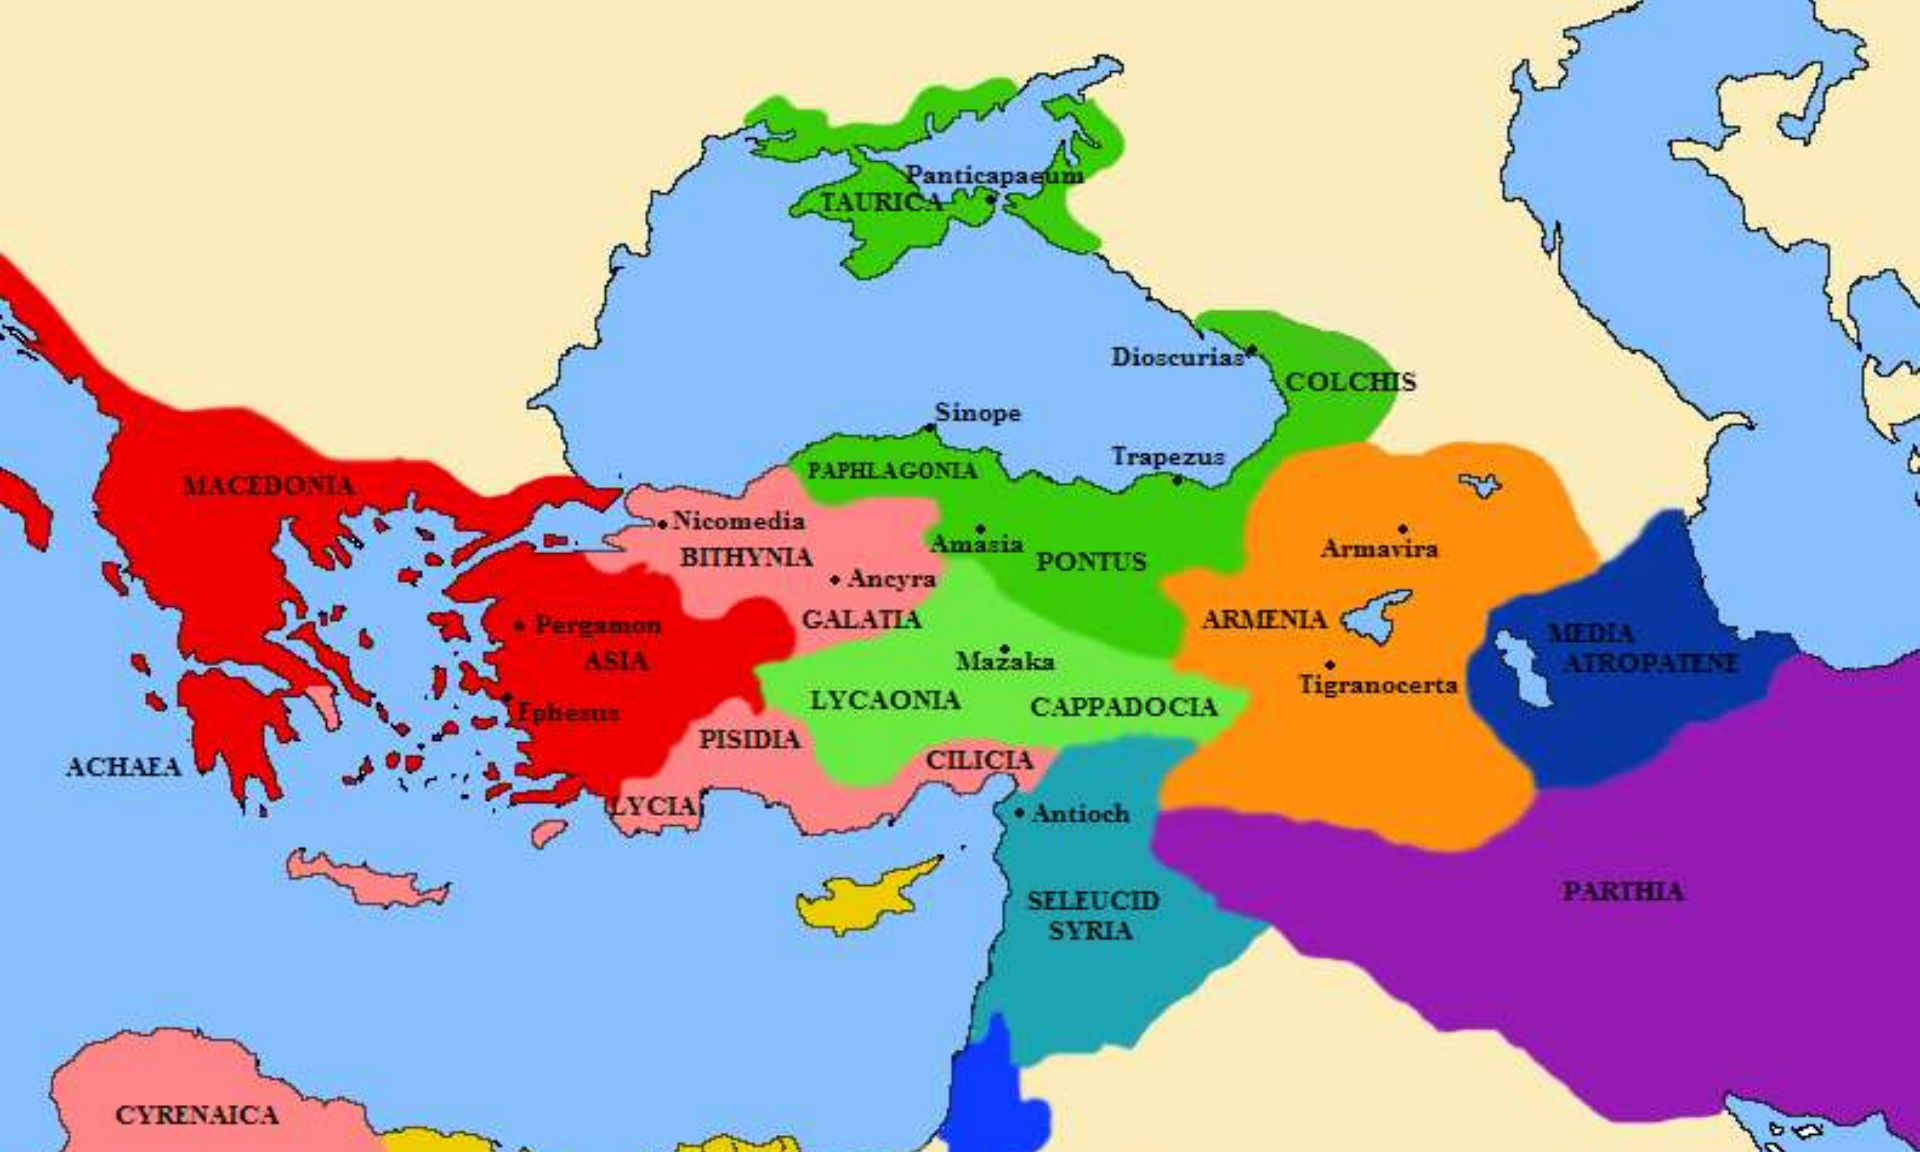 Panticapaeum
TAURICA
Dioscurias
COLCHIS
Sinope
Trapezus
PAPHLAGONIA
MACEDONIA
Nicomedia
BITHYNIA
Amasia
PONTUS
Armavira
Ancyra
GALATIA
ARMENIA
Pergamon
ASIA
Mazaka
MEDIA
ATROPATENE
Tigranocerta
LYCAONIA
CAPPADOCIA
Ephesus
PISIDIA
CILICIA
ACHAEA
LYCIA
Antioch
SELEUCID
SYRIA
PARTHIA
CYRENAICA